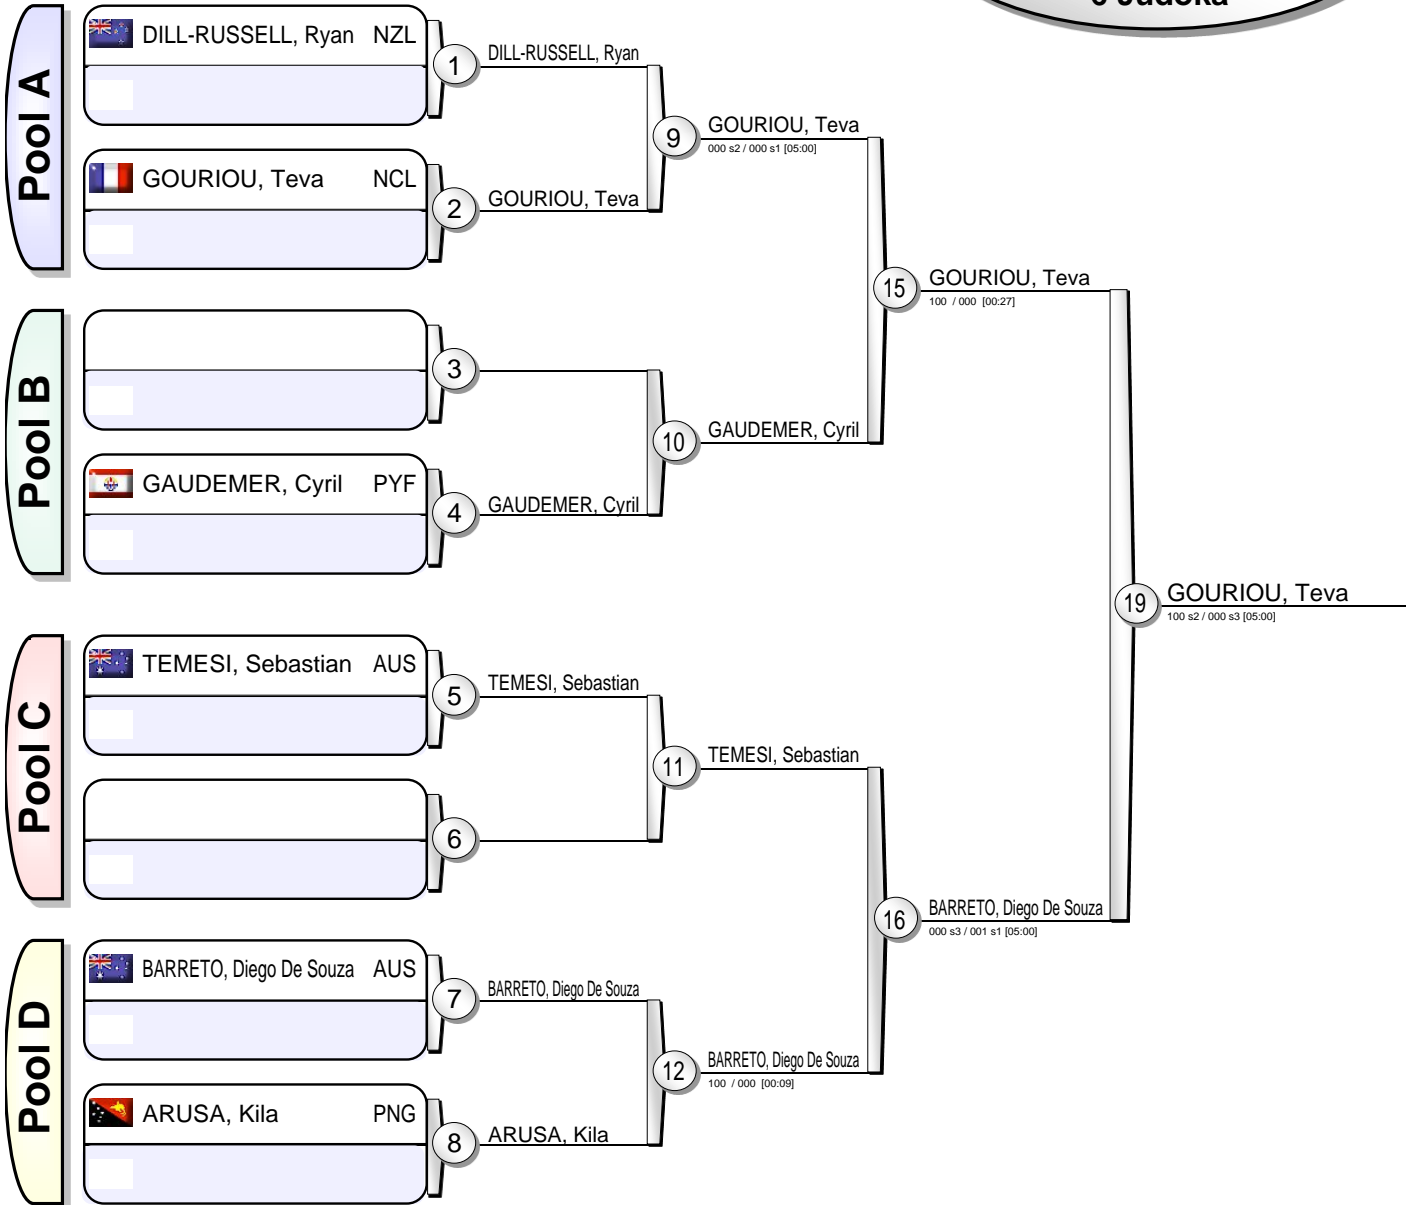 6 Judoka
Pool A
DILL-RUSSELL, Ryan NZL
1
DILL-RUSSELL, Ryan
GOURIOU, Teva NCL
2
GOURIOU, Teva
9
GOURIOU, Teva
000 s2 / 000 s1 [05:00]
Pool B
3
GAUDEMER, Cyril PYF
4
GAUDEMER, Cyril
10
GAUDEMER, Cyril
15
GOURIOU, Teva
100 / 000 [00:27]
Pool C
TEMESI, Sebastian AUS
5
TEMESI, Sebastian
6
11
TEMESI, Sebastian
Pool D
BARRETO, Diego De Souza AUS
7
BARRETO, Diego De Souza
ARUSA, Kila PNG
8
ARUSA, Kila
12
BARRETO, Diego De Souza
100 / 000 [00:09]
16
BARRETO, Diego De Souza
000 s3 / 001 s1 [05:00]
19
GOURIOU, Teva
100 s2 / 000 s3 [05:00]